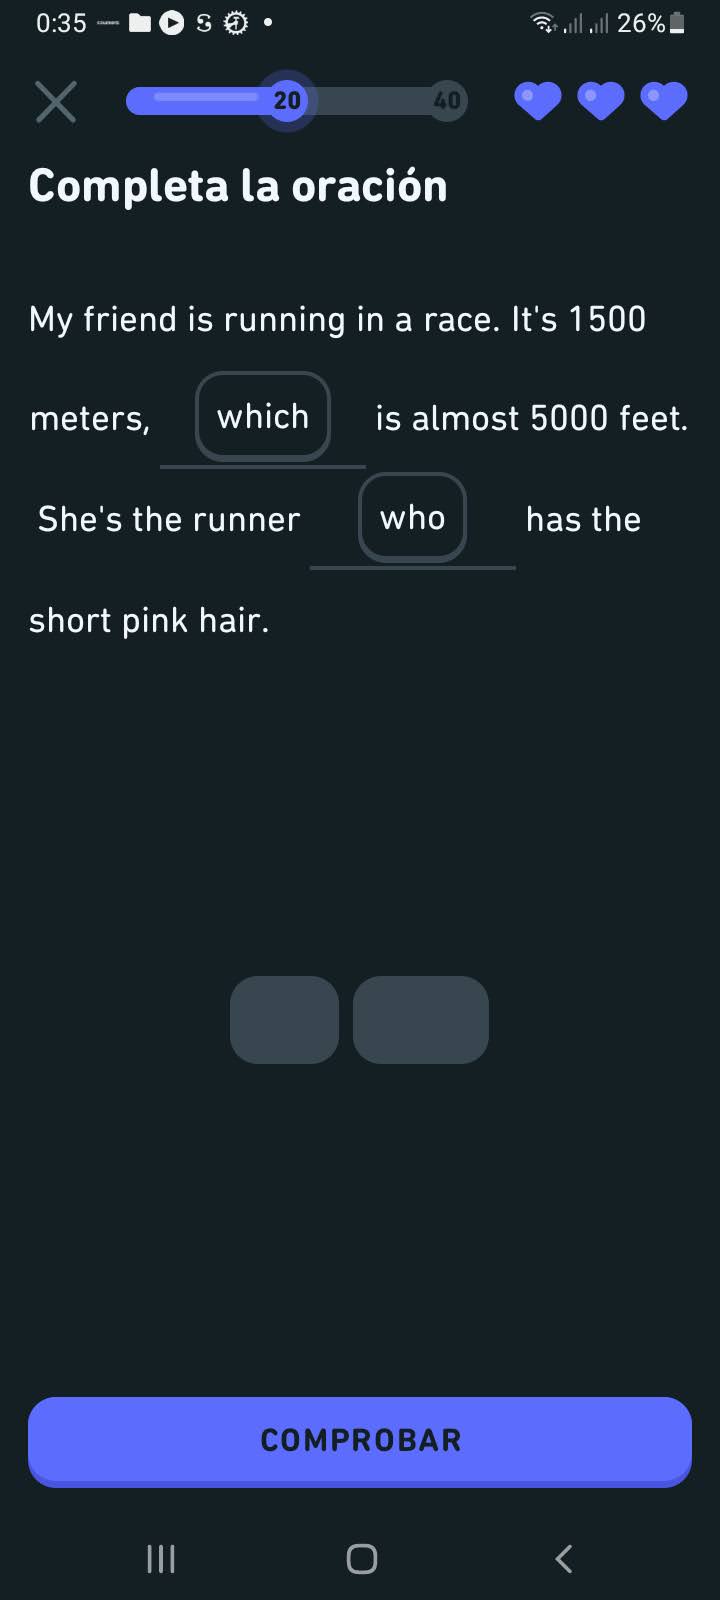 0:35
26%
20
40
Completa la oración
My friend is running in a race. It's 1500
meters, which is almost 5000 feet.
She's the runner who has the
short pink hair.
COMPROBAR